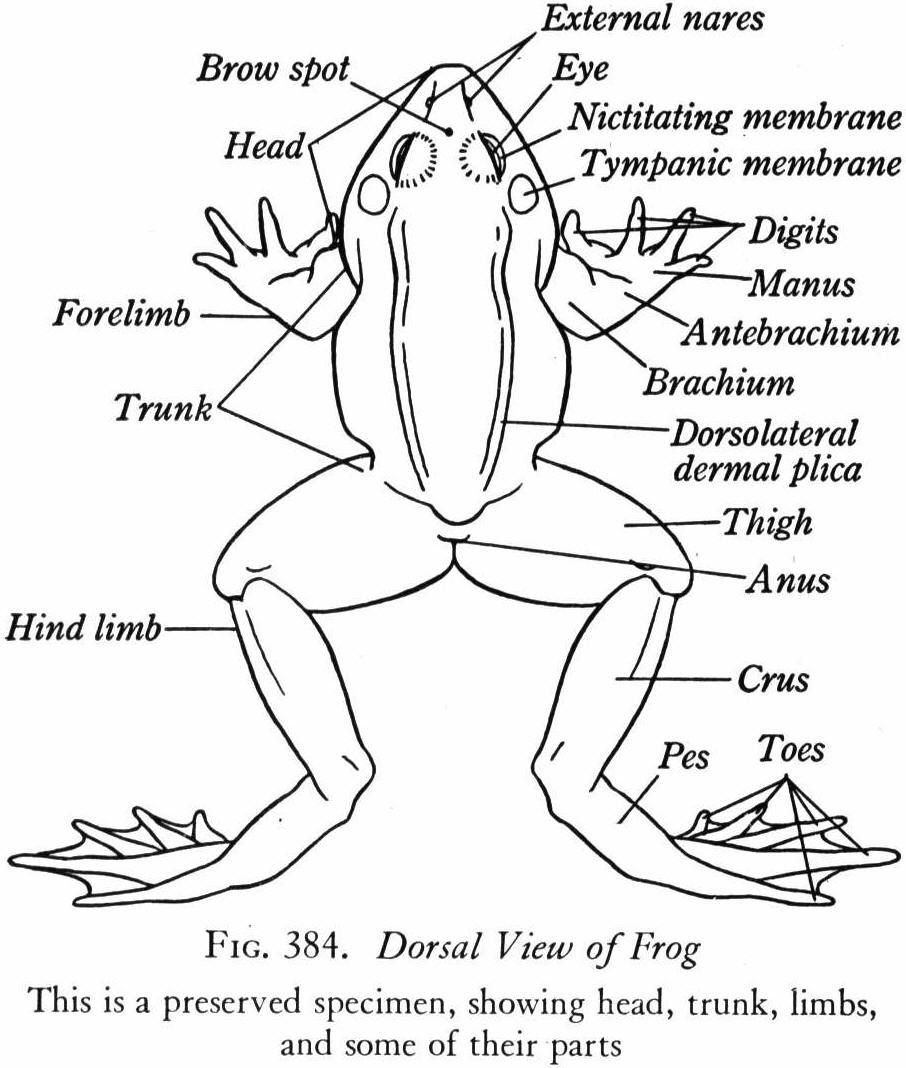 External nares
Brow spot
Eye
Nictitating membrane
Head
Tympanic membrane
Digits
Manus
Forelimb
Antebrachium
Brachium
Trunk
Dorsolateral
dermal plica
Thigh
Anus
Hind limb
Crus
Pes
Toes
FIG. 384. Dorsal View of Frog
This is a preserved specimen, showing head, trunk, limbs,
and some of their parts